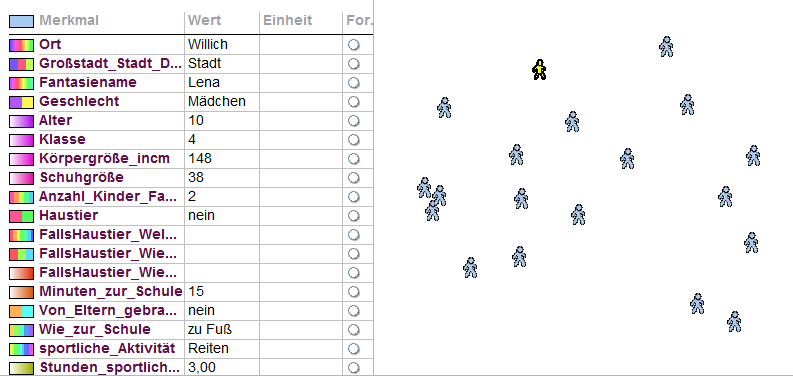 Merkmal Wert Einheit For.
Ort Willich
Großstadt_Stadt_D... Stadt
Fantasiename Lena
Geschlecht Mädchen
Alter 10
Klasse 4
Körpergröße_incm 148
Schuhgröße 38
Anzahl_Kinder_Fa... 2
Haustier nein
FallsHaustier_Wel...
FallsHaustier_Wie...
FallsHaustier_Wie...
Minuten_zur_Schule 15
Von_Eltern_gebra... nein
Wie_zur_Schule zu Fuß
sportliche_Aktivität Reiten
Stunden_sportlich... 3,00